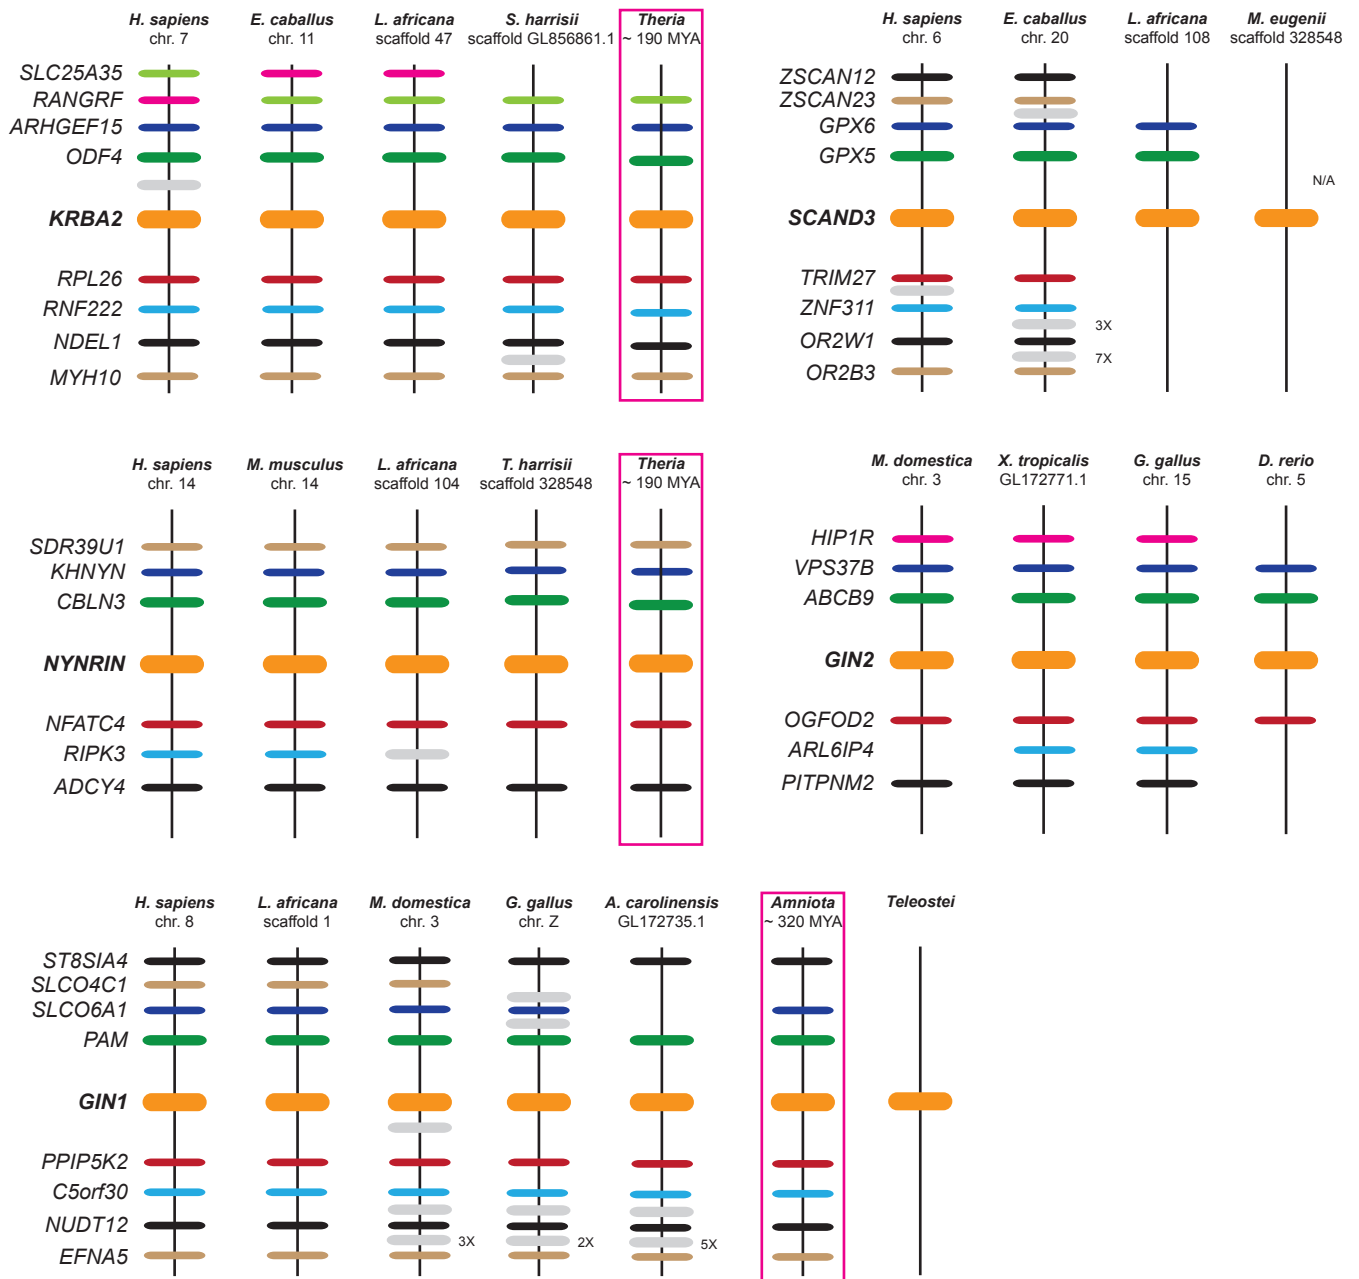 H. sapiens E. caballus L. africana S. harrisii Theria
chr. 7 chr. 11 scaffold 47 scaffold GL856861.1 ~ 190 MYA
SLC25A35
RANGRF
ARHGEF15
ODF4
KRBA2
RPL26
RNF222
NDEL1
MYH10
H. sapiens E. caballus L. africana M. eugenii
chr. 6 chr. 20 scaffold 108 scaffold 328548
ZSCAN12
ZSCAN23
GPX6
GPX5
N/A
SCAND3
TRIM27
ZNF311
3X
OR2W1
7X
OR2B3
H. sapiens M. musculus L. africana T. harrisii Theria
chr. 14 chr. 14 scaffold 104 scaffold 328548 ~ 190 MYA
SDR39U1
KHNYN
CBLN3
NYNRIN
NFATC4
RIPK3
ADCY4
M. domestica X. tropicalis G. gallus D. rerio
chr. 3 GL172771.1 chr. 15 chr. 5
HIP1R
VPS37B
ABCB9
GIN2
OGFOD2
ARL6IP4
PITPNM2
H. sapiens L. africana M. domestica G. gallus A. carolinensis Amniota Teleostei
chr. 8 scaffold 1 chr. 3 chr. Z GL172735.1 ~ 320 MYA
ST8SIA4
SLCO4C1
SLCO6A1
PAM
GIN1
PPIP5K2
C5orf30
NUDT12
3X 2X 5X
EFNA5